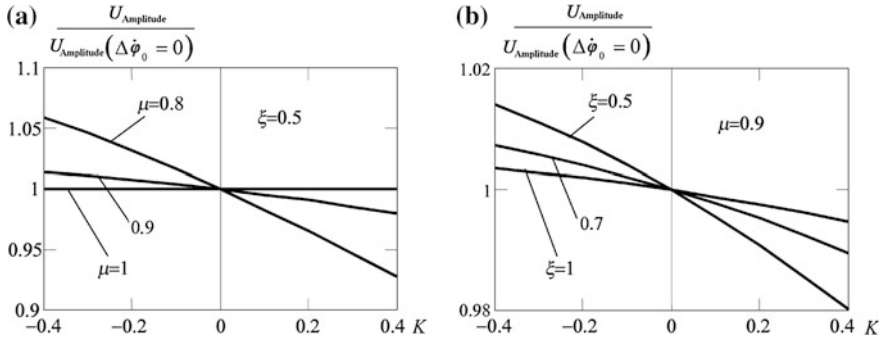 (a)
U_Amplitude
U_Amplitude(Δφ̇_0 = 0)
1.1
μ=0.8
ξ=0.5
1.05
1
0.9
0.95
μ=1
0.9
−0.4 −0.2 0 0.2 0.4 K
(b)
U_Amplitude
U_Amplitude(Δφ̇_0 = 0)
1.02
ξ=0.5
μ=0.9
1
0.7
ξ=1
0.98
−0.4 −0.2 0 0.2 0.4 K